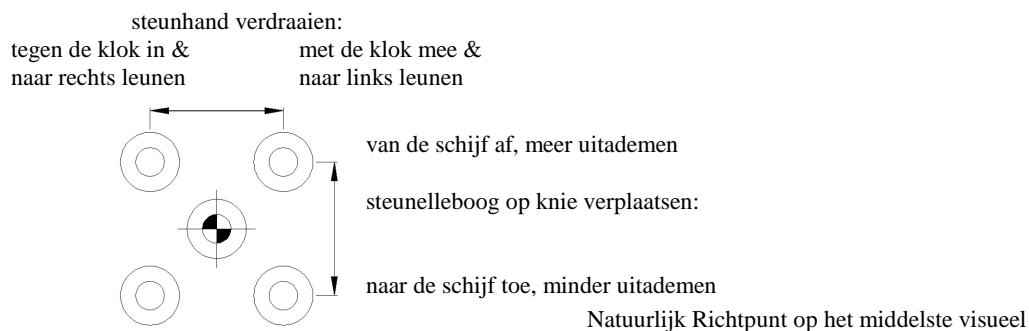 steunhand verdraaien:
tegen de klok in & met de klok mee &
naar rechts leunen naar links leunen
van de schijf af, meer uitademen
steunelleboog op knie verplaatsen:
naar de schijf toe, minder uitademen
Natuurlijk Richtpunt op het middelste visueel